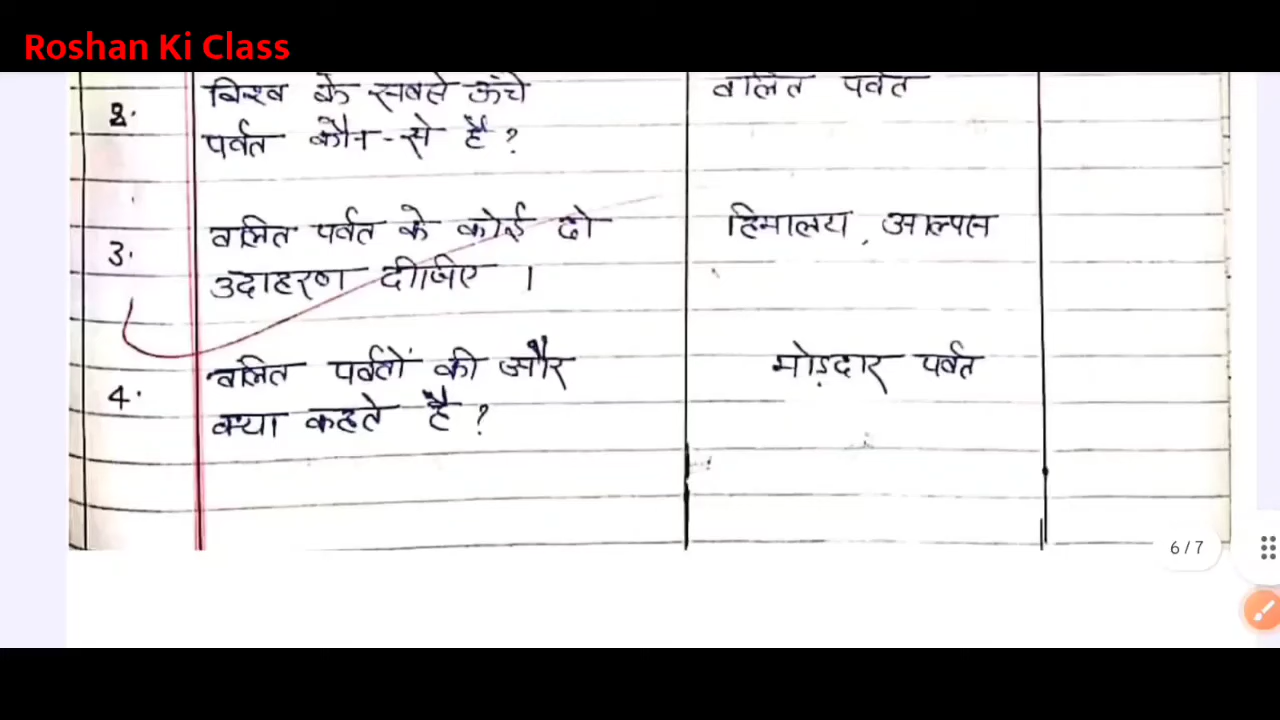 Roshan Ki Class
2. विश्व के सबसे ऊंचे वलित पर्वत
पर्वत कौन-से है ?
3. वलित पर्वत के कोई दो हिमालय, आल्पस
उदाहरण दीजिए ।
4. वलित पर्वतों की और मोड़दार पर्वत
क्या कहते है ?
6 / 7